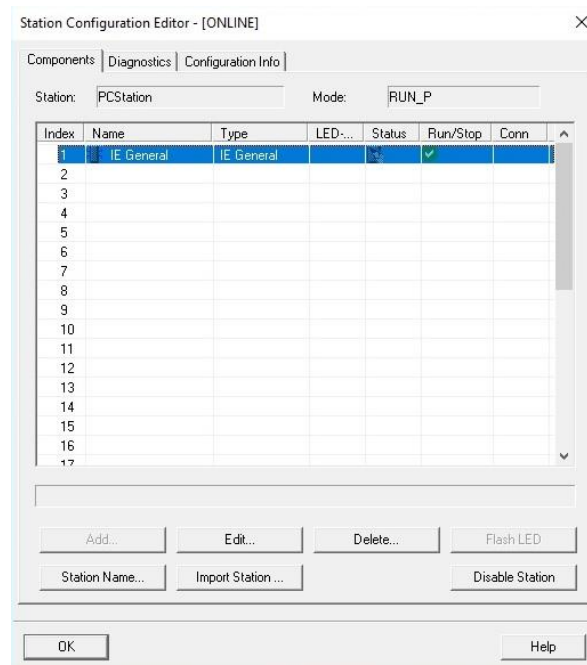 Station Configuration Editor - [ONLINE]
Components Diagnostics Configuration Info
Station: PCStation Mode: RUN_P
Index Name Type LED-... Status Run/Stop Conn
1 IE General IE General
2
3
4
5
6
7
8
9
10
11
12
13
14
15
16
17
Add... Edit... Delete... Flash LED
Station Name... Import Station ... Disable Station
OK Help